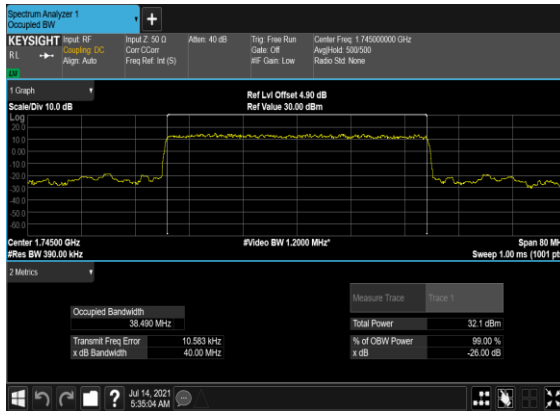 Spectrum Analyzer 1
Occupied BW
KEYSIGHT Input: RF Input Z: 50 Ω Atten: 40 dB Trig: Free Run Center Freq: 1.745000000 GHz
RL Coupling: DC Corr CCorr Gate: Off Avg|Hold: 500/500
Align: Auto Freq Ref: Int (S) #IF Gain: Low Radio Std: None
1 Graph
Scale/Div 10.0 dB Ref Lvl Offset 4.90 dB
Ref Value 30.00 dBm
Log
20.0
10.0
0.00
-10.0
-20.0
-30.0
-40.0
-50.0
-60.0
Center 1.74500 GHz #Video BW 1.2000 MHz* Span 80 MH
#Res BW 390.00 kHz Sweep 1.00 ms (1001 pt
2 Metrics
Measure Trace Trace 1
Occupied Bandwidth
38.490 MHz Total Power 32.1 dBm
Transmit Freq Error 10.583 kHz % of OBW Power 99.00 %
x dB Bandwidth 40.00 MHz x dB -26.00 dB
? Jul 14, 2021
5:35:04 AM